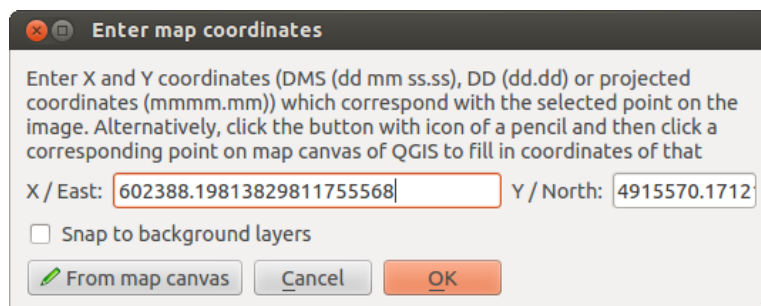 Enter map coordinates
Enter X and Y coordinates (DMS (dd mm ss.ss), DD (dd.dd) or projected
coordinates (mmmm.mm)) which correspond with the selected point on the
image. Alternatively, click the button with icon of a pencil and then click a
corresponding point on map canvas of QGIS to fill in coordinates of that
X / East: 602388.19813829811755568 Y / North: 4915570.1712
Snap to background layers
From map canvas Cancel OK